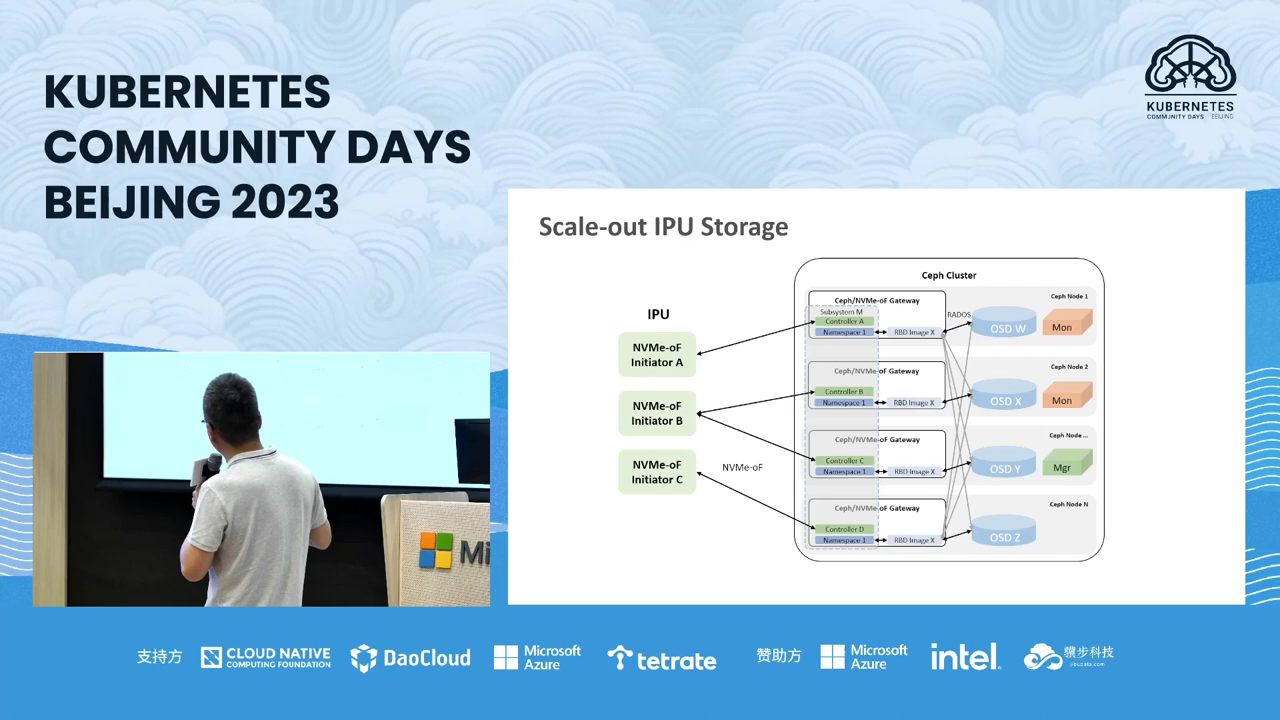 KUBERNETES
COMMUNITY DAYS
BEIJING 2023
KUBERNETES
COMMUNITY DAYS BEIJING
Scale-out IPU Storage
Ceph Cluster
IPU
NVMe-oF
Initiator A
NVMe-oF
Initiator B
NVMe-oF
Initiator C
NVMe-oF
Ceph/NVMe-oF Gateway
Subsystem M
Controller A
Namespace 1
RBD Image X
RADOS
OSD W
Ceph Node 1
Mon
Ceph/NVMe-oF Gateway
Controller B
Namespace 1
RBD Image X
OSD X
Ceph Node 2
Mon
Ceph/NVMe-oF Gateway
Controller C
Namespace 1
RBD Image X
OSD Y
Ceph Node ...
Mgr
Ceph/NVMe-oF Gateway
Controller D
Namespace 1
RBD Image X
OSD Z
Ceph Node N
Mi
支持方
CLOUD NATIVE
COMPUTING FOUNDATION
DaoCloud
Microsoft
Azure
tetrate
赞助方
Microsoft
Azure
intel.
骥步科技
jibudata.com